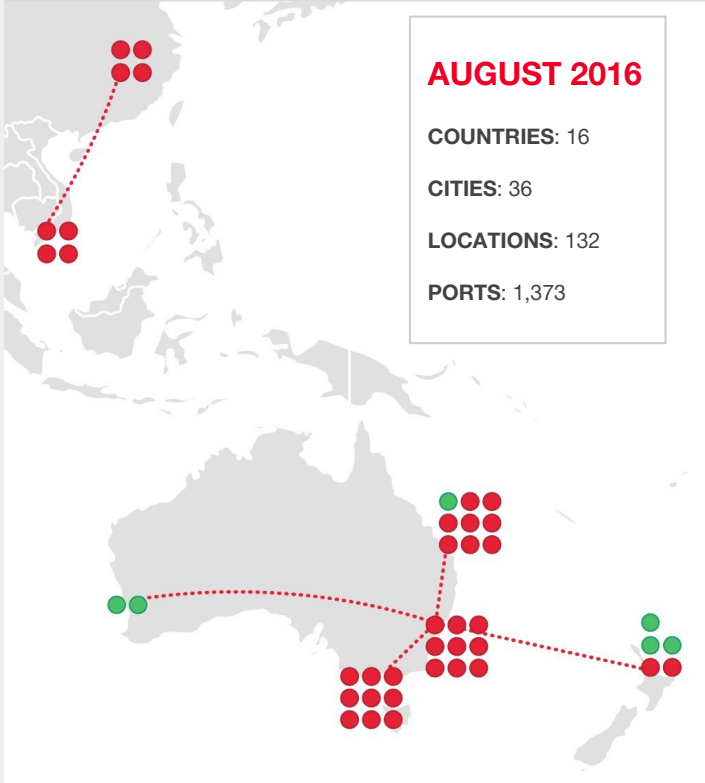 AUGUST 2016
COUNTRIES: 16
CITIES: 36
LOCATIONS: 132
PORTS: 1,373